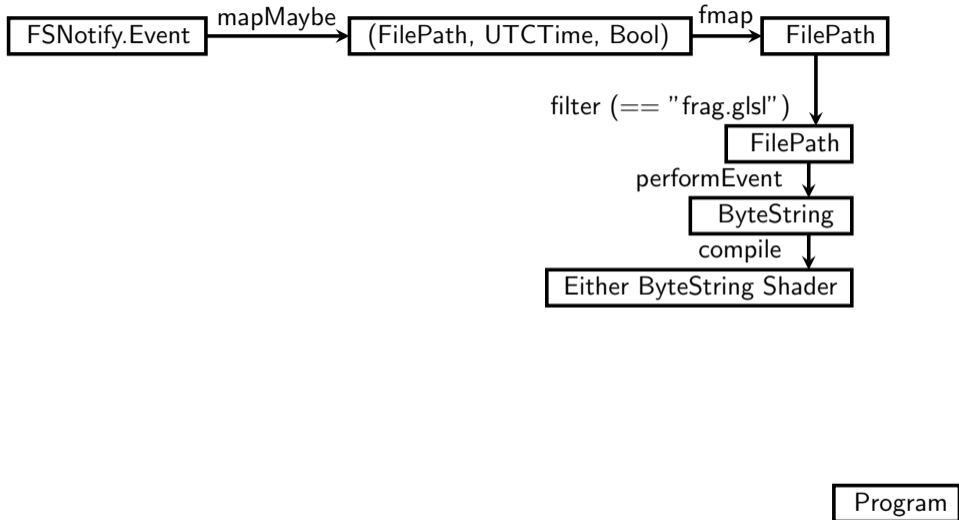 mapMaybe
fmap
FSNotify.Event
(FilePath, UTCTime, Bool)
FilePath
filter (== "frag.glsl")
FilePath
performEvent
ByteString
compile
Either ByteString Shader
Program